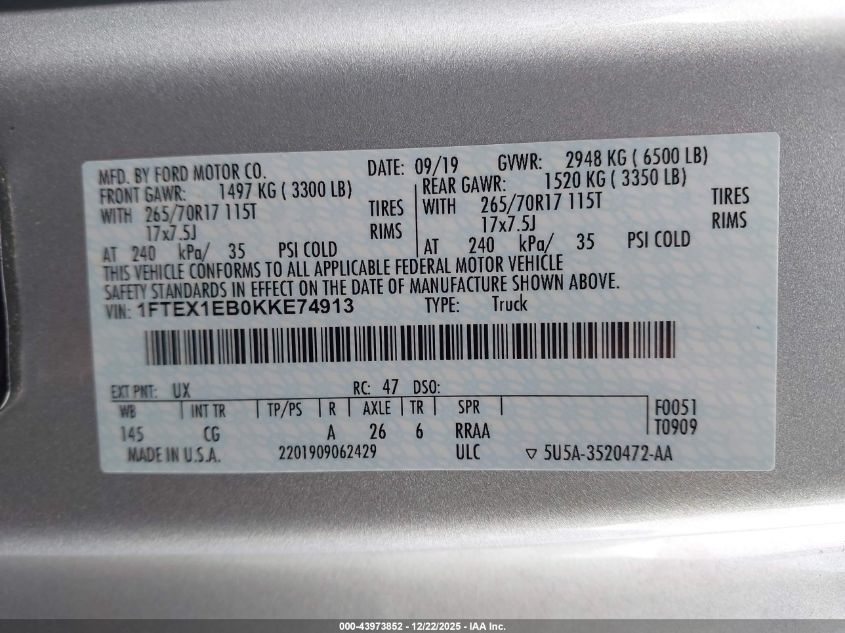 MFD. BY FORD MOTOR CO. DATE: 09/19 GVWR: 2948 KG ( 6500 LB)
FRONT GAWR: 1497 KG ( 3300 LB) REAR GAWR: 1520 KG ( 3350 LB)
WITH 265/70R17 115T TIRES WITH 265/70R17 115T TIRES
17x7.5J RIMS 17x7.5J RIMS
AT 240 kPa/ 35 PSI COLD AT 240 kPa/ 35 PSI COLD
THIS VEHICLE CONFORMS TO ALL APPLICABLE FEDERAL MOTOR VEHICLE
SAFETY STANDARDS IN EFFECT ON THE DATE OF MANUFACTURE SHOWN ABOVE.
VIN: 1FTEX1EB0KKE74913 TYPE: Truck
EXT PNT: UX RC: 47 DSO:
WB INT TR TP/PS R AXLE TR SPR F0051
145 CG A 26 6 RRAA T0909
MADE IN U.S.A. 2201909062429 ULC ▽ 5U5A-3520472-AA
000-43973852 - 12/22/2025 - IAA Inc.